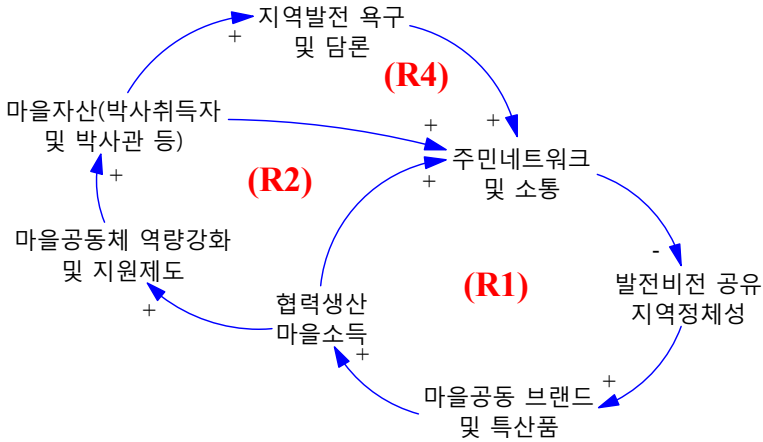 지역발전 욕구
및 담론
+
(R4)
마을자산(박사취득자
및 박사관 등)
+
+
주민네트워크
및 소통
+
+
(R2)
마을공동체 역량강화
및 지원제도
-
발전비전 공유
지역정체성
(R1)
협력생산
마을소득
+
+
+
마을공동 브랜드
및 특산품